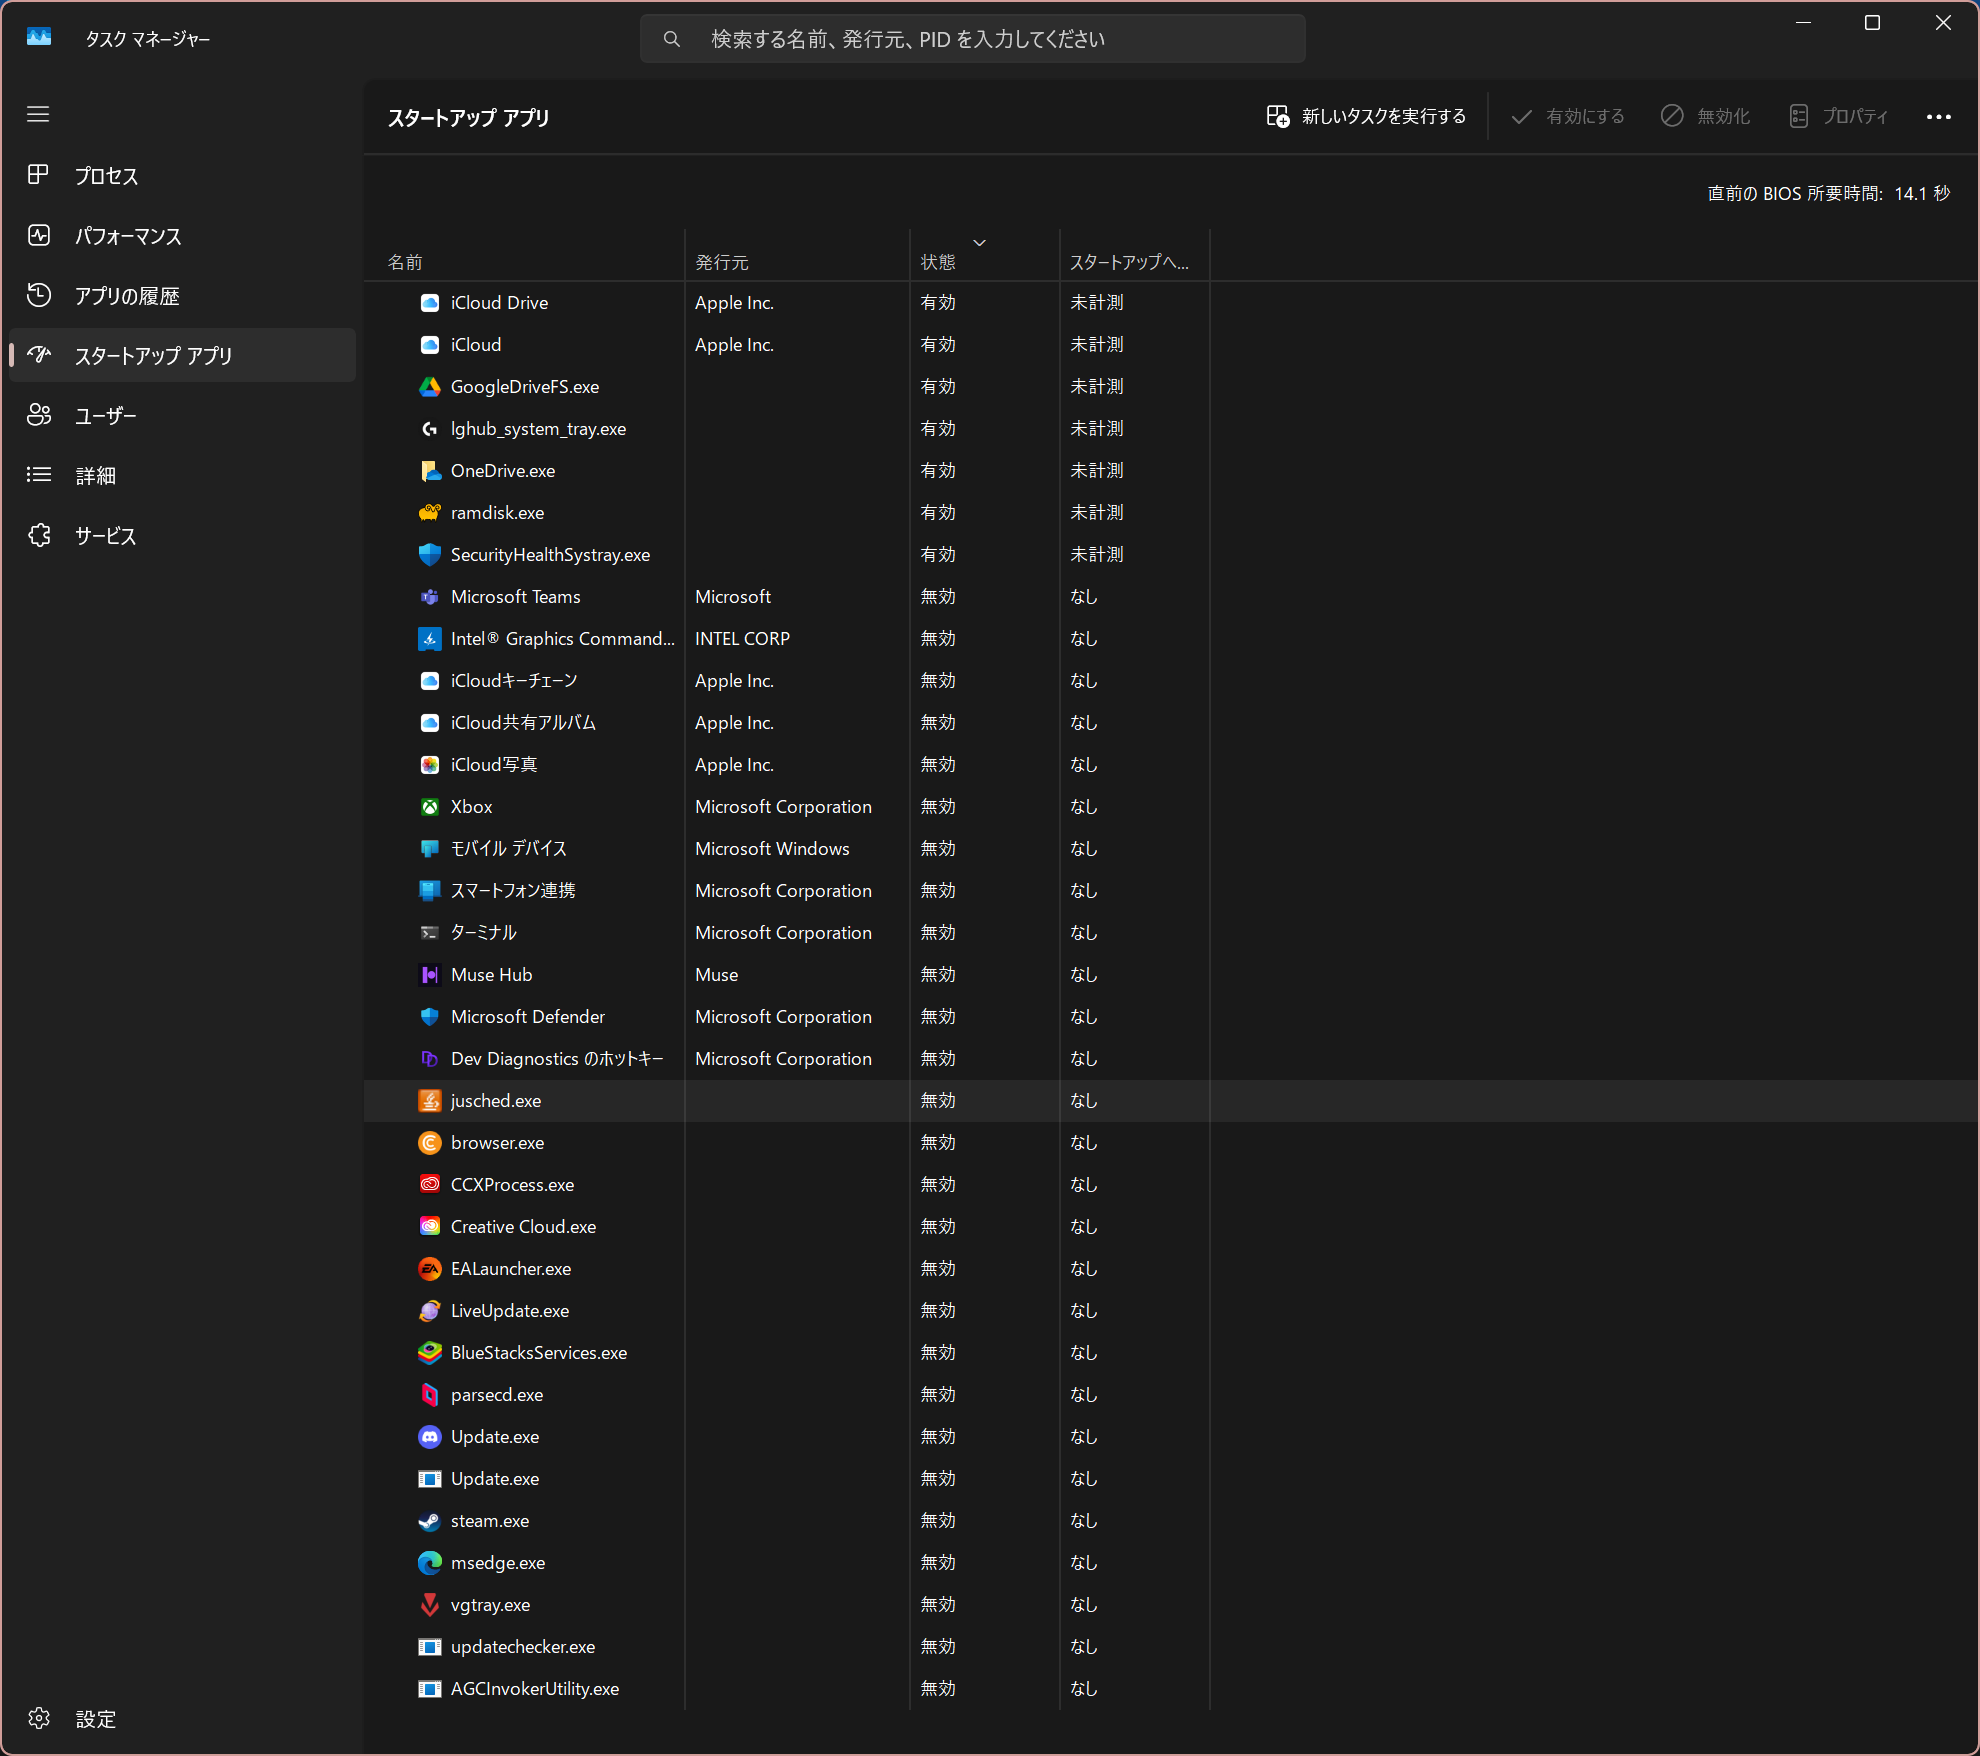 タスク マネージャー
検索する名前、発行元、PID を入力してください
プロセス
パフォーマンス
アプリの履歴
スタートアップ アプリ
ユーザー
詳細
サービス
設定
スタートアップ アプリ
新しいタスクを実行する
有効にする
無効化
プロパティ
直前の BIOS 所要時間: 14.1 秒
名前 発行元 状態 スタートアップへ...
iCloud Drive Apple Inc. 有効 未計測
iCloud Apple Inc. 有効 未計測
GoogleDriveFS.exe 有効 未計測
lghub_system_tray.exe 有効 未計測
OneDrive.exe 有効 未計測
ramdisk.exe 有効 未計測
SecurityHealthSystray.exe 有効 未計測
Microsoft Teams Microsoft 無効 なし
Intel® Graphics Command... INTEL CORP 無効 なし
iCloudキーチェーン Apple Inc. 無効 なし
iCloud共有アルバム Apple Inc. 無効 なし
iCloud写真 Apple Inc. 無効 なし
Xbox Microsoft Corporation 無効 なし
モバイル デバイス Microsoft Windows 無効 なし
スマートフォン連携 Microsoft Corporation 無効 なし
ターミナル Microsoft Corporation 無効 なし
Muse Hub Muse 無効 なし
Microsoft Defender Microsoft Corporation 無効 なし
Dev Diagnostics のホットキー Microsoft Corporation 無効 なし
jusched.exe 無効 なし
browser.exe 無効 なし
CCXProcess.exe 無効 なし
Creative Cloud.exe 無効 なし
EALauncher.exe 無効 なし
LiveUpdate.exe 無効 なし
BlueStacksServices.exe 無効 なし
parsecd.exe 無効 なし
Update.exe 無効 なし
Update.exe 無効 なし
steam.exe 無効 なし
msedge.exe 無効 なし
vgtray.exe 無効 なし
updatechecker.exe 無効 なし
AGCInvokerUtility.exe 無効 なし